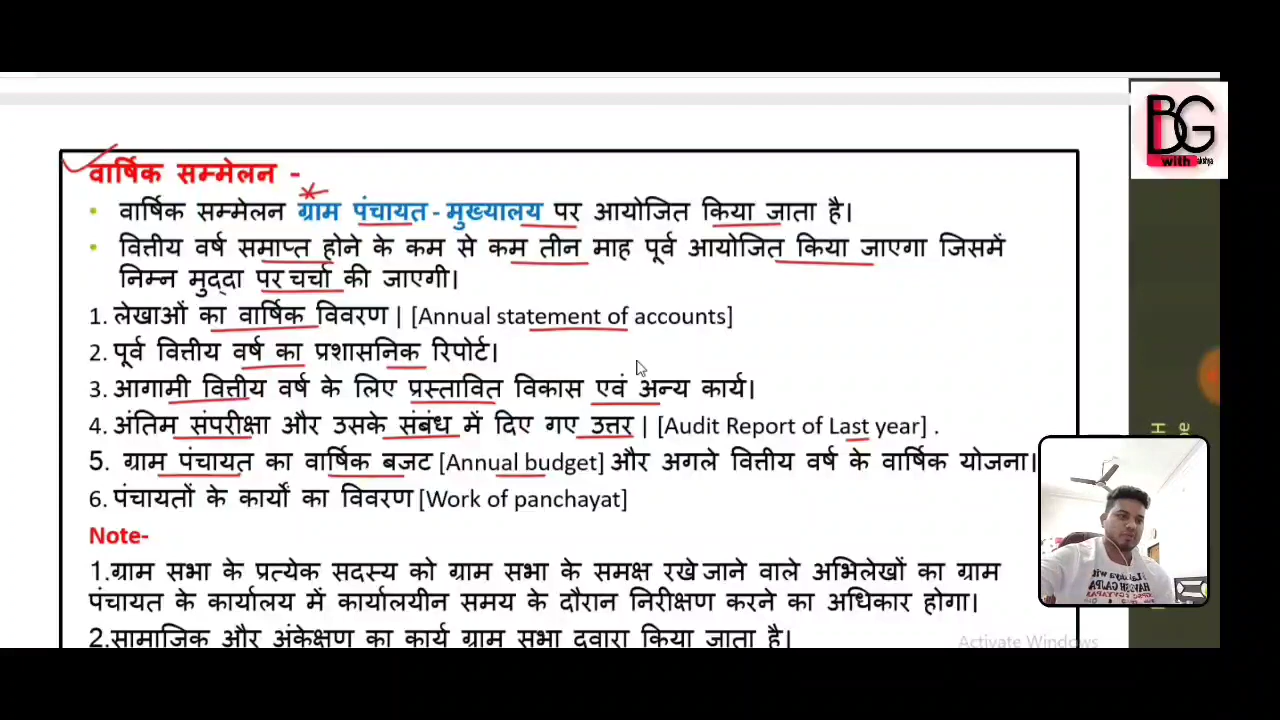 BG
with
वार्षिक सम्मेलन -
वार्षिक सम्मेलन ग्राम पंचायत - मुख्यालय पर आयोजित किया जाता है।
वित्तीय वर्ष समाप्त होने के कम से कम तीन माह पूर्व आयोजित किया जाएगा जिसमें
निम्न मुद्दा पर चर्चा की जाएगी।
1. लेखाओं का वार्षिक विवरण | [Annual statement of accounts]
2. पूर्व वित्तीय वर्ष का प्रशासनिक रिपोर्ट।
3. आगामी वित्तीय वर्ष के लिए प्रस्तावित विकास एवं अन्य कार्य।
4. अंतिम संपरीक्षा और उसके संबंध में दिए गए उत्तर | [Audit Report of Last year] .
5. ग्राम पंचायत का वार्षिक बजट [Annual budget] और अगले वित्तीय वर्ष के वार्षिक योजना।
6. पंचायतों के कार्यों का विवरण [Work of panchayat]
Note-
1.ग्राम सभा के प्रत्येक सदस्य को ग्राम सभा के समक्ष रखे जाने वाले अभिलेखों का ग्राम
पंचायत के कार्यालय में कार्यालयीन समय के दौरान निरीक्षण करने का अधिकार होगा।
2.सामाजिक और अंकेक्षण का कार्य ग्राम सभा दवारा किया जाता है।
Activate Windows